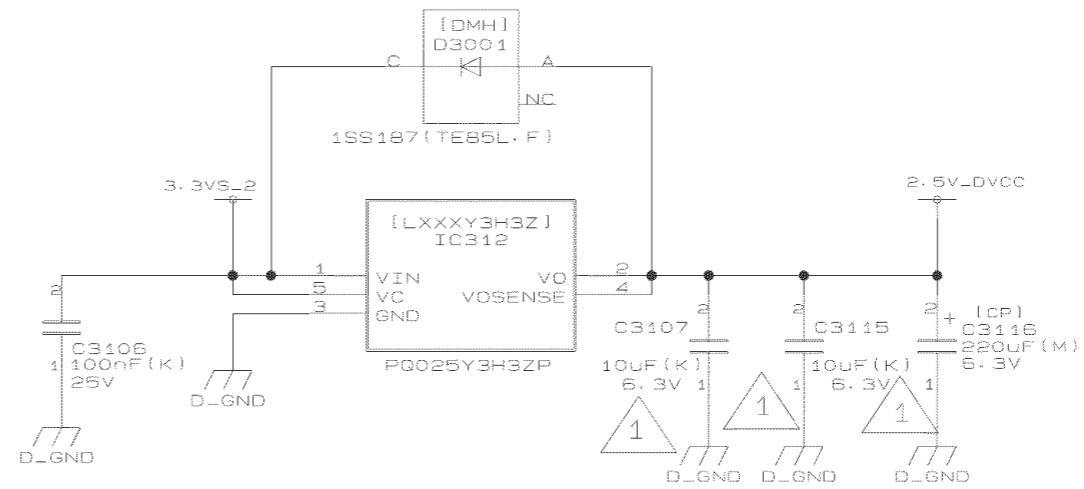 [DMH]
D3001
C
A
NC
1SS187(TE85L.F)
3.3VS_2
2.5V_DVCC
[LXXXY3H3Z]
IC312
1
VIN
VO
2
5
VC
VOSENSE
4
3
GND
PQ025Y3H3ZP
2
C3106
100nF(K)
25V
1
D_GND
D_GND
2
C3107
10uF(K)
6.3V
1
1
D_GND
2
C3115
10uF(K)
6.3V
1
1
D_GND
2
+
[CP]
C3116
220uF(M)
6.3V
1
1
D_GND